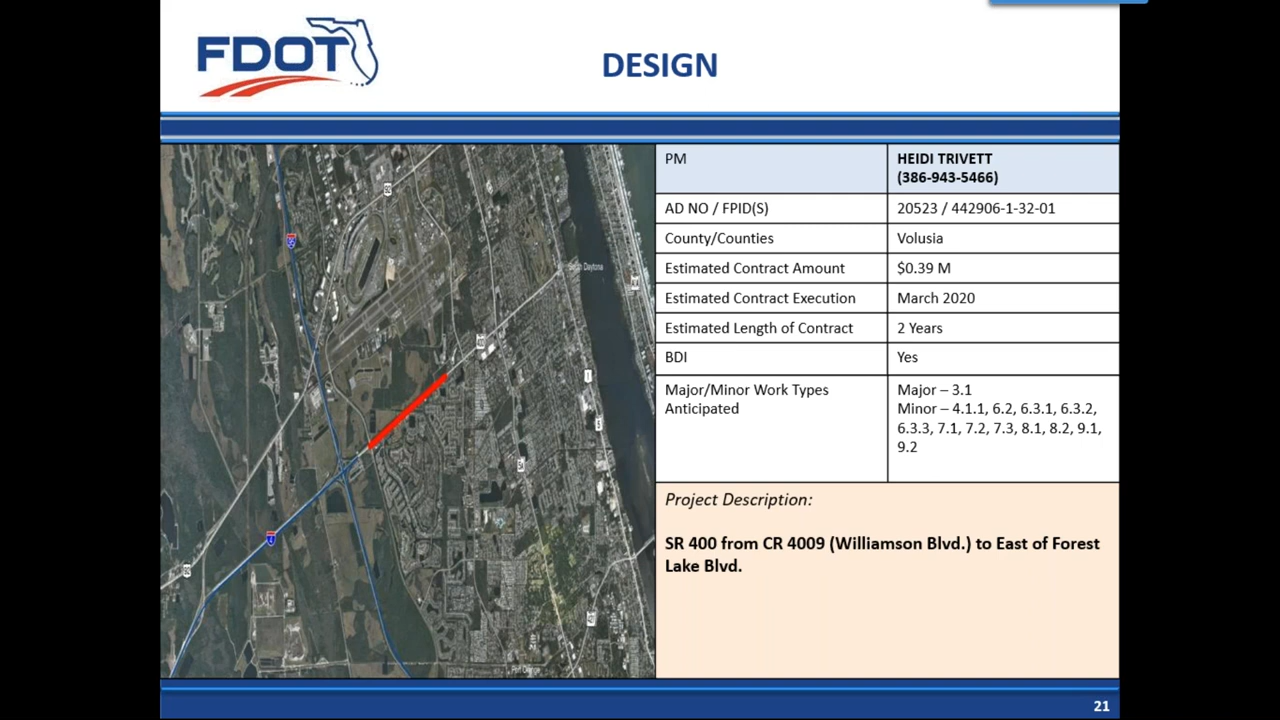 FDOT
DESIGN
PM
HEIDI TRIVETT
(386-943-5466)
AD NO / FPID(S)
20523 / 442906-1-32-01
County/Counties
Volusia
Estimated Contract Amount
$0.39 M
Estimated Contract Execution
March 2020
Estimated Length of Contract
2 Years
BDI
Yes
Major/Minor Work Types
Anticipated
Major – 3.1
Minor – 4.1.1, 6.2, 6.3.1, 6.3.2,
6.3.3, 7.1, 7.2, 7.3, 8.1, 8.2, 9.1,
9.2
Project Description:
SR 400 from CR 4009 (Williamson Blvd.) to East of Forest
Lake Blvd.
95
4
1
21